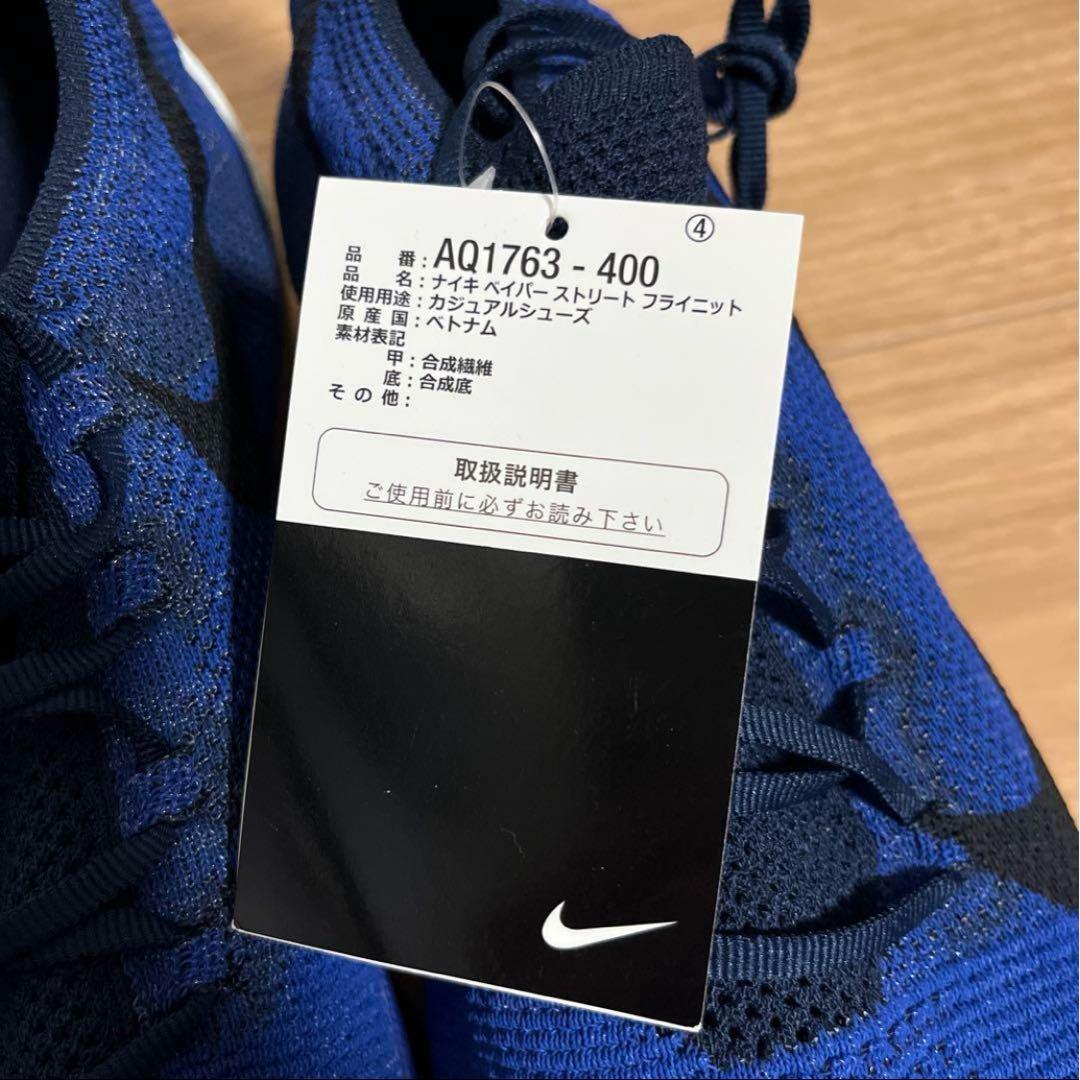 ④
品番：AQ1763 - 400
品名：ナイキ ベイパー ストリート フライニット
使用用途：カジュアルシューズ
原産国：ベトナム
素材表記
甲：合成繊維
底：合成底
その他：
取扱説明書
ご使用前に必ずお読み下さい